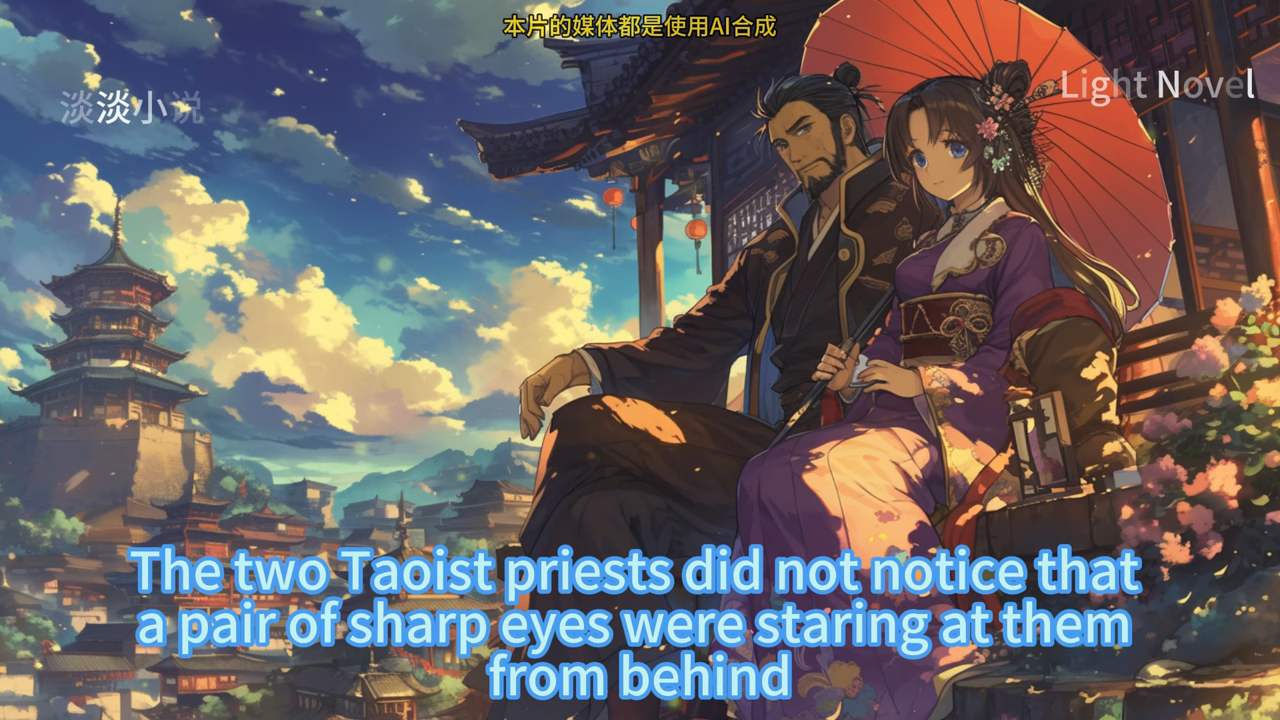 本片的媒体都是使用AI合成
淡淡小说
Light Novel
The two Taoist priests did not notice that
a pair of sharp eyes were staring at them
from behind